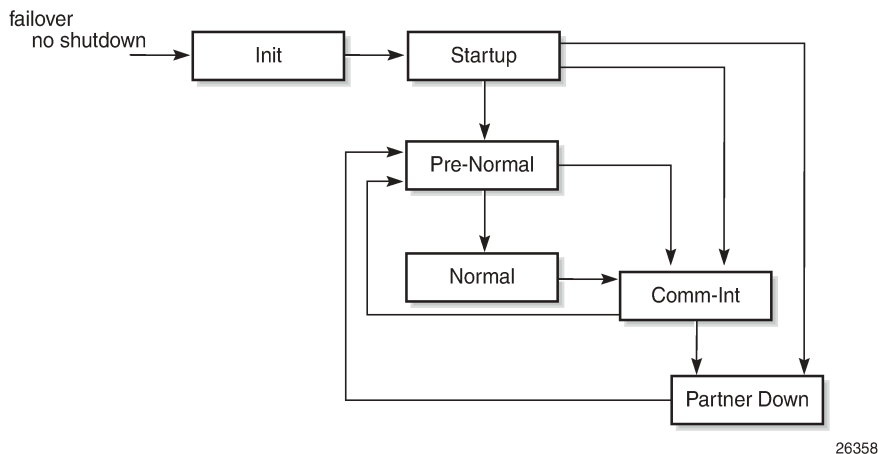 failover
no shutdown
Init
Startup
Pre-Normal
Normal
Comm-Int
Partner Down
26358